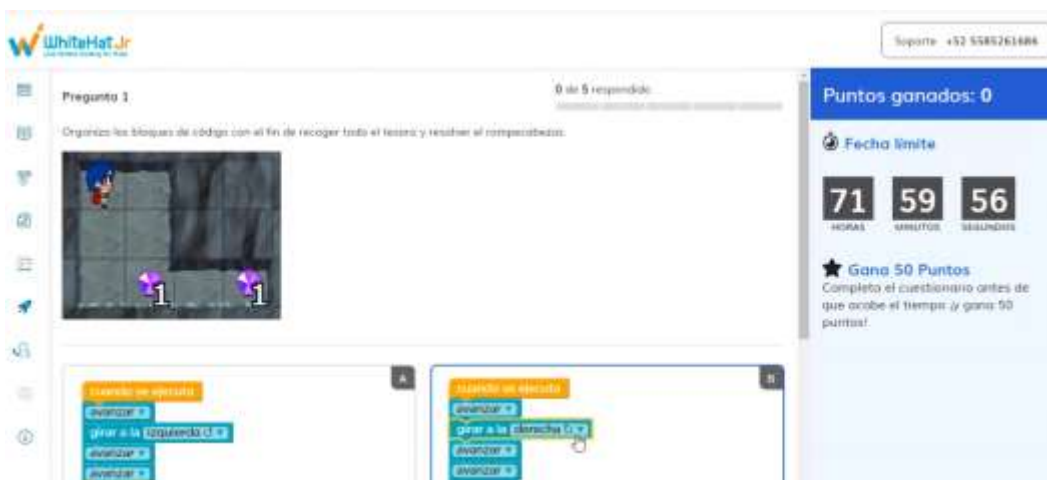 WhiteHat Jr
Soporte +52 5585261684
Pregunta 1
0 de 5 respondido
Organiza los bloques de código con el fin de recoger todo el tesoro y resolver el rompecabezas.
1
1
Puntos ganados: 0
Fecha límite
71 59 56
HORAS MINUTOS SEGUNDOS
Gana 50 Puntos
Completa el cuestionario antes de
que acabe el tiempo ¡y gana 50
puntos!
A
cuando se ejecuta
avanzar
girar a la izquierda
avanzar
avanzar
B
cuando se ejecuta
avanzar
girar a la derecha
avanzar
avanzar